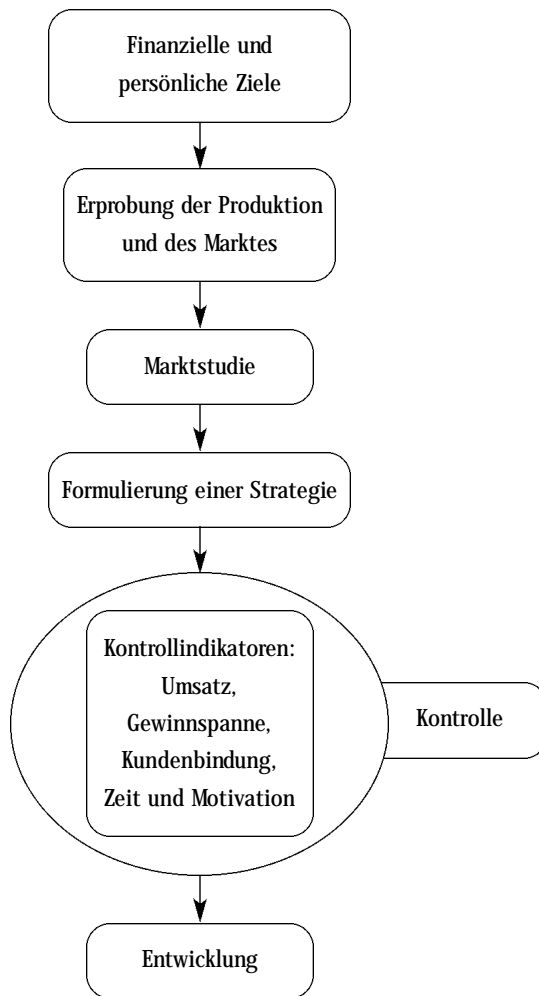 Finanzielle und
persönliche Ziele
Erprobung der Produktion
und des Marktes
Marktstudie
Formulierung einer Strategie
Kontrollindikatoren:
Umsatz,
Gewinnspanne,
Kundenbindung,
Zeit und Motivation
Kontrolle
Entwicklung